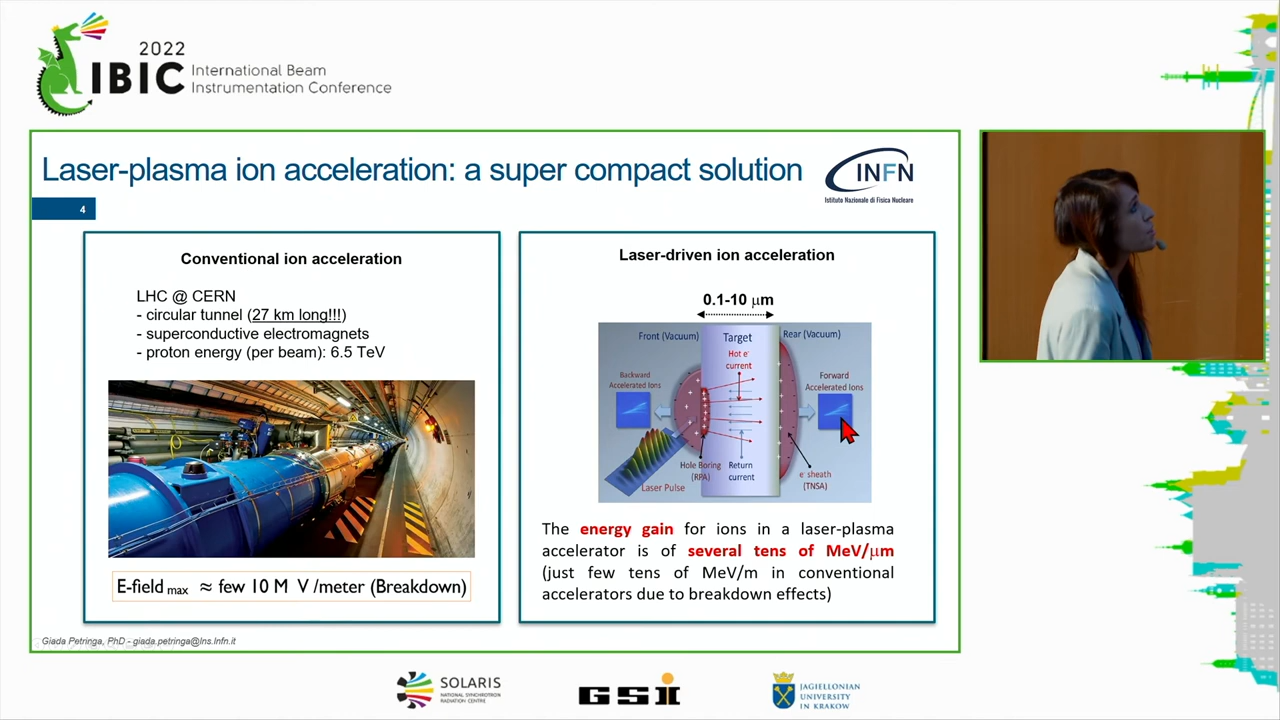 2022
IBIC
International Beam
Instrumentation Conference
Laser-plasma ion acceleration: a super compact solution
INFN
Istituto Nazionale di Fisica Nucleare
4
Conventional ion acceleration
LHC @ CERN
- circular tunnel (27 km long!!!)
- superconductive electromagnets
- proton energy (per beam): 6.5 TeV
E-field max ≈ few 10 M V /meter (Breakdown)
Laser-driven ion acceleration
0.1-10 μm
Front (Vacuum)
Target
Rear (Vacuum)
Hot e-
current
Backward
Accelerated Ions
Forward
Accelerated Ions
Hole Boring
(RPA)
Return
current
e- sheath
(TNSA)
Laser Pulse
The energy gain for ions in a laser-plasma
accelerator is of several tens of MeV/μm
(just few tens of MeV/m in conventional
accelerators due to breakdown effects)
Giada Petringa, PhD - giada.petringa@lns.infn.it
SOLARIS
NATIONAL SYNCHROTRON
RADIATION CENTRE
GSI
JAGIELLONIAN
UNIVERSITY
IN KRAKOW